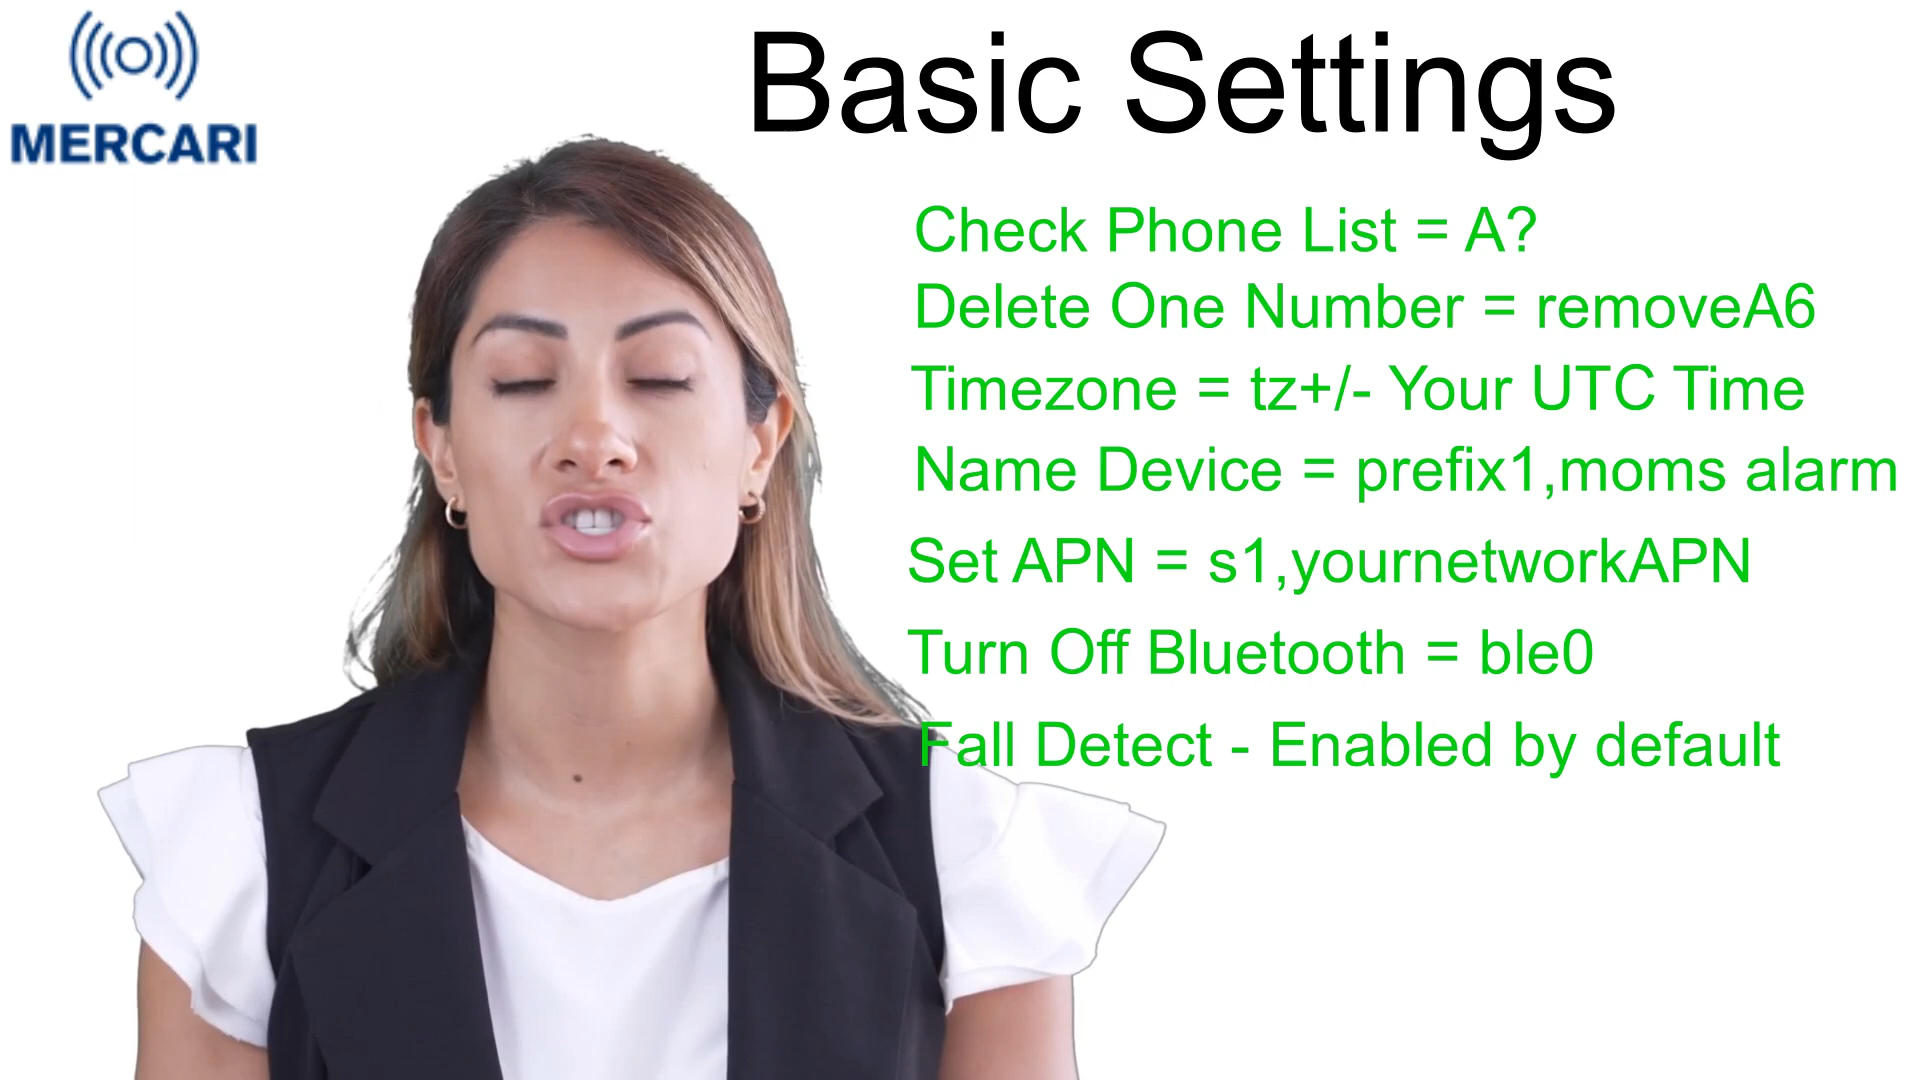 MERCARI
Basic Settings
Check Phone List = A?
Delete One Number = removeA6
Timezone = tz+/- Your UTC Time
Name Device = prefix1,moms alarm
Set APN = s1,yournetworkAPN
Turn Off Bluetooth = ble0
Fall Detect - Enabled by default